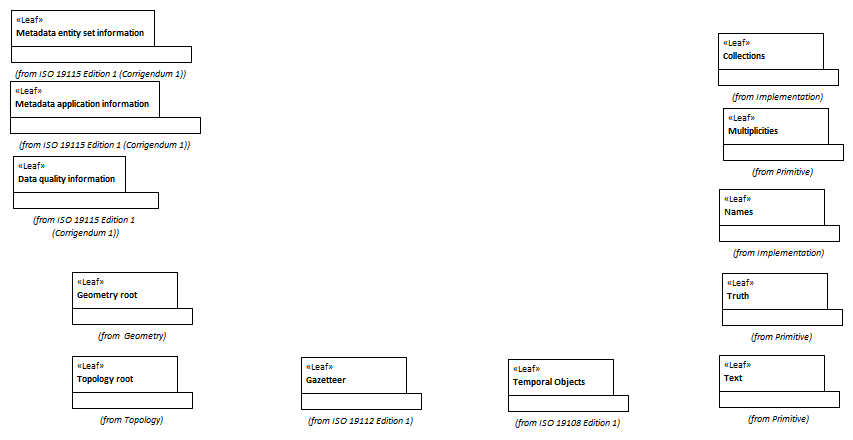 «Leaf»
Metadata entity set information
(from ISO 19115 Edition 1 (Corrigendum 1))
«Leaf»
Metadata application information
(from ISO 19115 Edition 1 (Corrigendum 1))
«Leaf»
Data quality information
(from ISO 19115 Edition 1
(Corrigendum 1))
«Leaf»
Geometry root
(from Geometry)
«Leaf»
Topology root
(from Topology)
«Leaf»
Gazetteer
(from ISO 19112 Edition 1)
«Leaf»
Temporal Objects
(from ISO 19108 Edition 1)
«Leaf»
Collections
(from Implementation)
«Leaf»
Multiplicities
(from Primitive)
«Leaf»
Names
(from Implementation)
«Leaf»
Truth
(from Primitive)
«Leaf»
Text
(from Primitive)